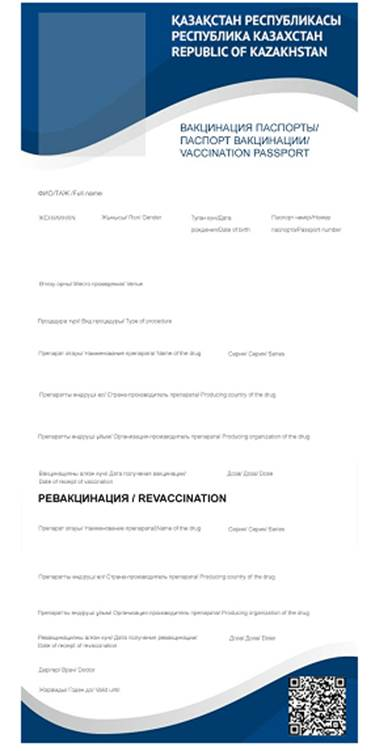 ҚАЗАҚСТАН РЕСПУБЛИКАСЫ
РЕСПУБЛИКА КАЗАХСТАН
REPUBLIC OF KAZAKHSTAN
ВАКЦИНАЦИЯ ПАСПОРТЫ/
ПАСПОРТ ВАКЦИНАЦИИ/
VACCINATION PASSPORT
ФИО/ТАЖ /Full name
Жынысы/ Пол/ Gender
Туған күні/Дата
рождения/Date of birth
Паспорт нөмірі/Номер
паспорта/Passport number
Өткізу орны/ Место проведения/ Venue
Процедура түрі/ Вид процедуры/ Type of procedure
Препарат атауы/ Наименование препарата/ Name of the drug
Серия/ Серия/ Series
Препаратты өндіруші ел/ Страна-производитель препарата/ Producing country of the drug
Препаратты өндіруші ұйым/ Организация-производитель препарата/ Producing organization of the drug
Вакцинацияны алған күні/ Дата получения вакцинации/
Date of receipt of vaccination
Доза/ Доза/ Dose
РЕВАКЦИНАЦИЯ / REVACCINATION
Препарат атауы/ Наименование препарата/Name of the drug
Серия/ Серия/ Series
Препаратты өндіруші ел/ Страна-производитель препарата/ Producing country of the drug
Препаратты өндіруші ұйым/ Организация-производитель препарата/ Producing organization of the drug
Ревакцинацияны алған күні/ Дата получения ревакцинации/
Date of receipt of revaccination
Доза/ Доза/ Dose
Дәрігер/ Врач/ Doctor
Жарамды/ Годен до/ Valid until